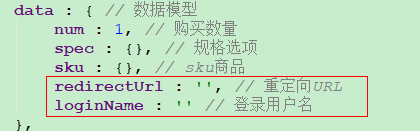 data : { // 数据模型
num : 1, // 购买数量
spec : {}, // 规格选项
sku : {}, // sku商品
redirectUrl : '', // 重定向URL
loginName : '' // 登录用户名
},